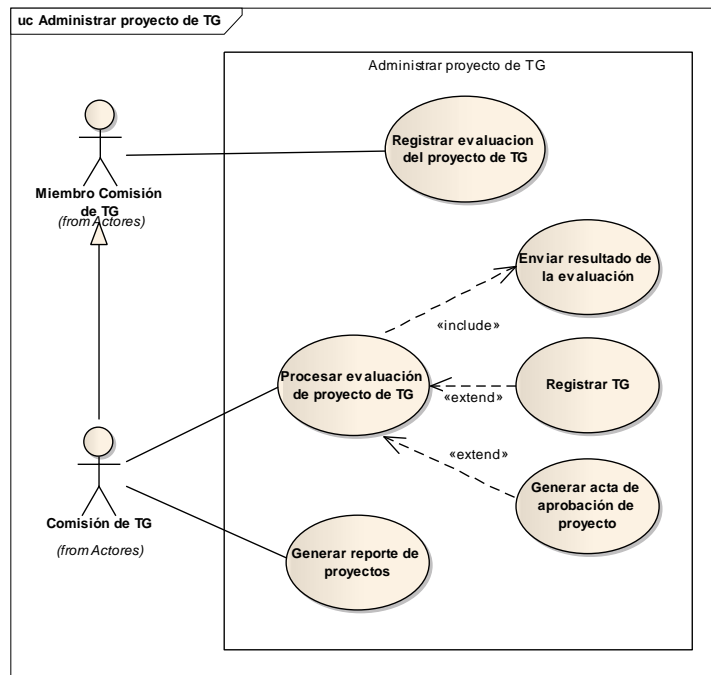 uc Administrar proyecto de TG
Administrar proyecto de TG
Registrar evaluacion
del proyecto de TG
Miembro Comisión
de TG
(from Actores)
Enviar resultado de
la evaluación
«include»
Procesar evaluación
de proyecto de TG
Registrar TG
«extend»
«extend»
Generar acta de
aprobación de
proyecto
Comisión de TG
(from Actores)
Generar reporte de
proyectos